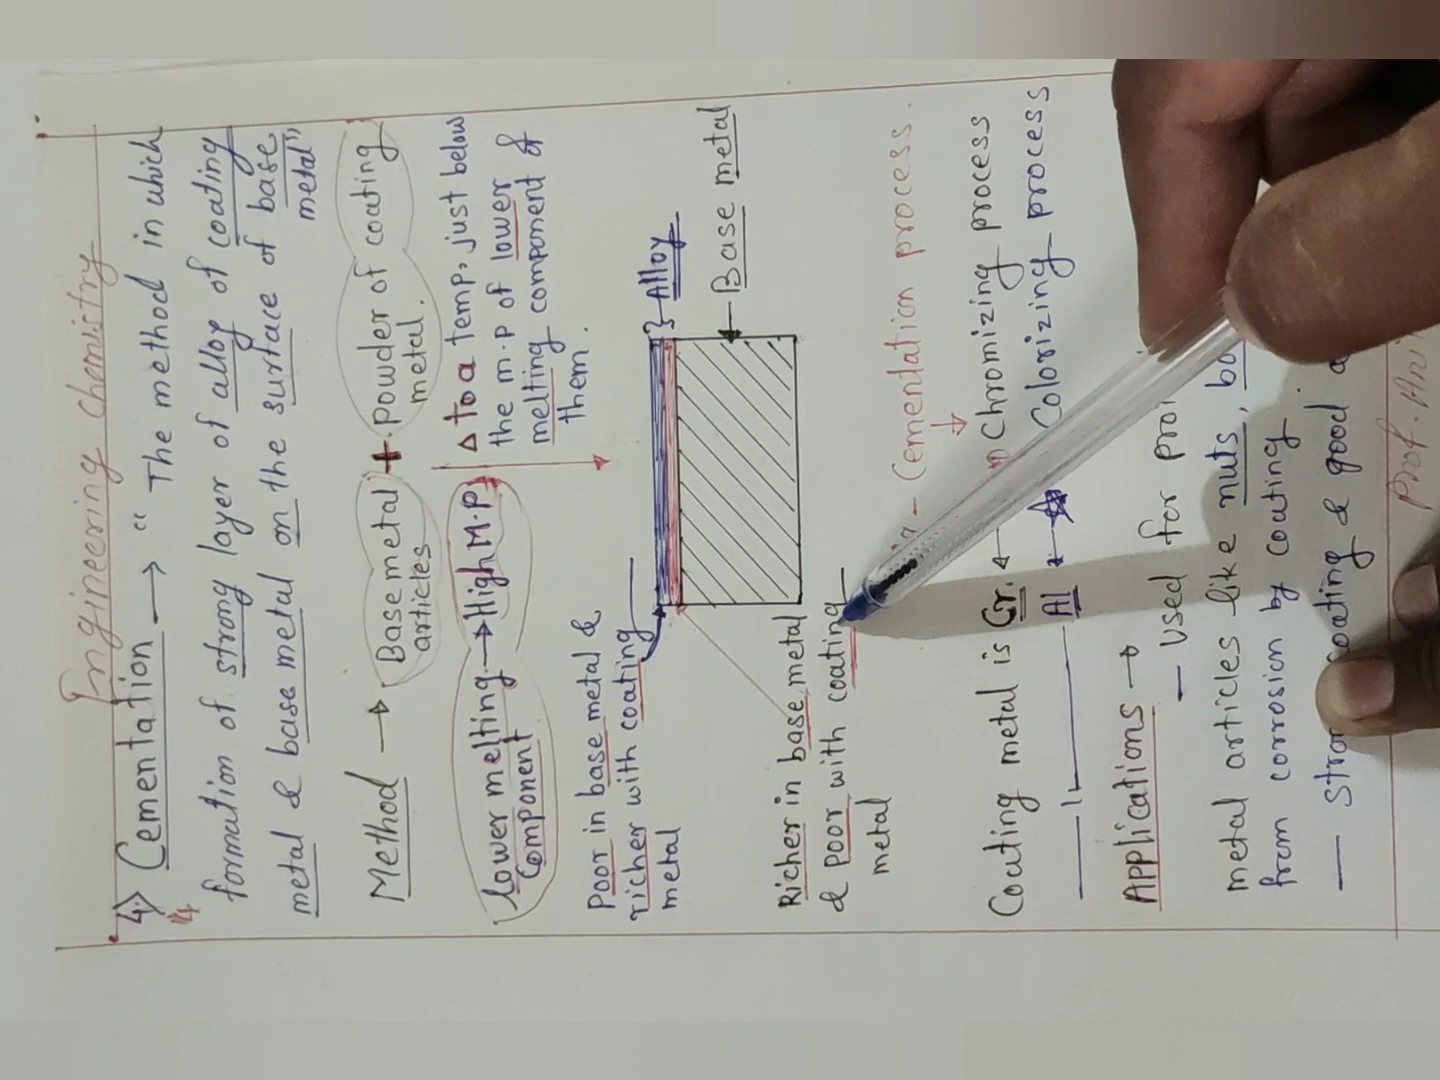 Engineering Chemistry
4) Cementation → "The method in which
formation of strong layer of alloy of coating
metal & base metal on the surface of base
metal"
Method → Base metal articles + Powder of coating metal.
Lower melting → High M.P
Component
Δ to a temp. just below
the m.p of lower
melting component of
them.
Poor in base metal &
richer with coating
metal
Alloy
Base metal
Richer in base metal
& poor with coating
metal
- Cementation process.
Coating metal is Cr. → Chromizing process
Al Colorizing process
Applications →
- Used for
metal articles like nuts,
from corrosion by coating
coating & good
Prof.